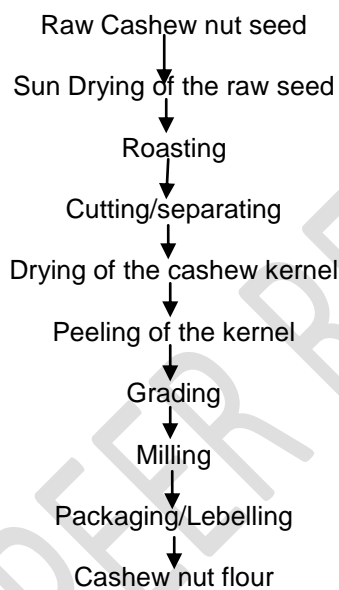 Raw Cashew nut seed
Sun Drying of the raw seed
Roasting
Cutting/separating
Drying of the cashew kernel
Peeling of the kernel
Grading
Milling
Packaging/Lebelling
Cashew nut flour